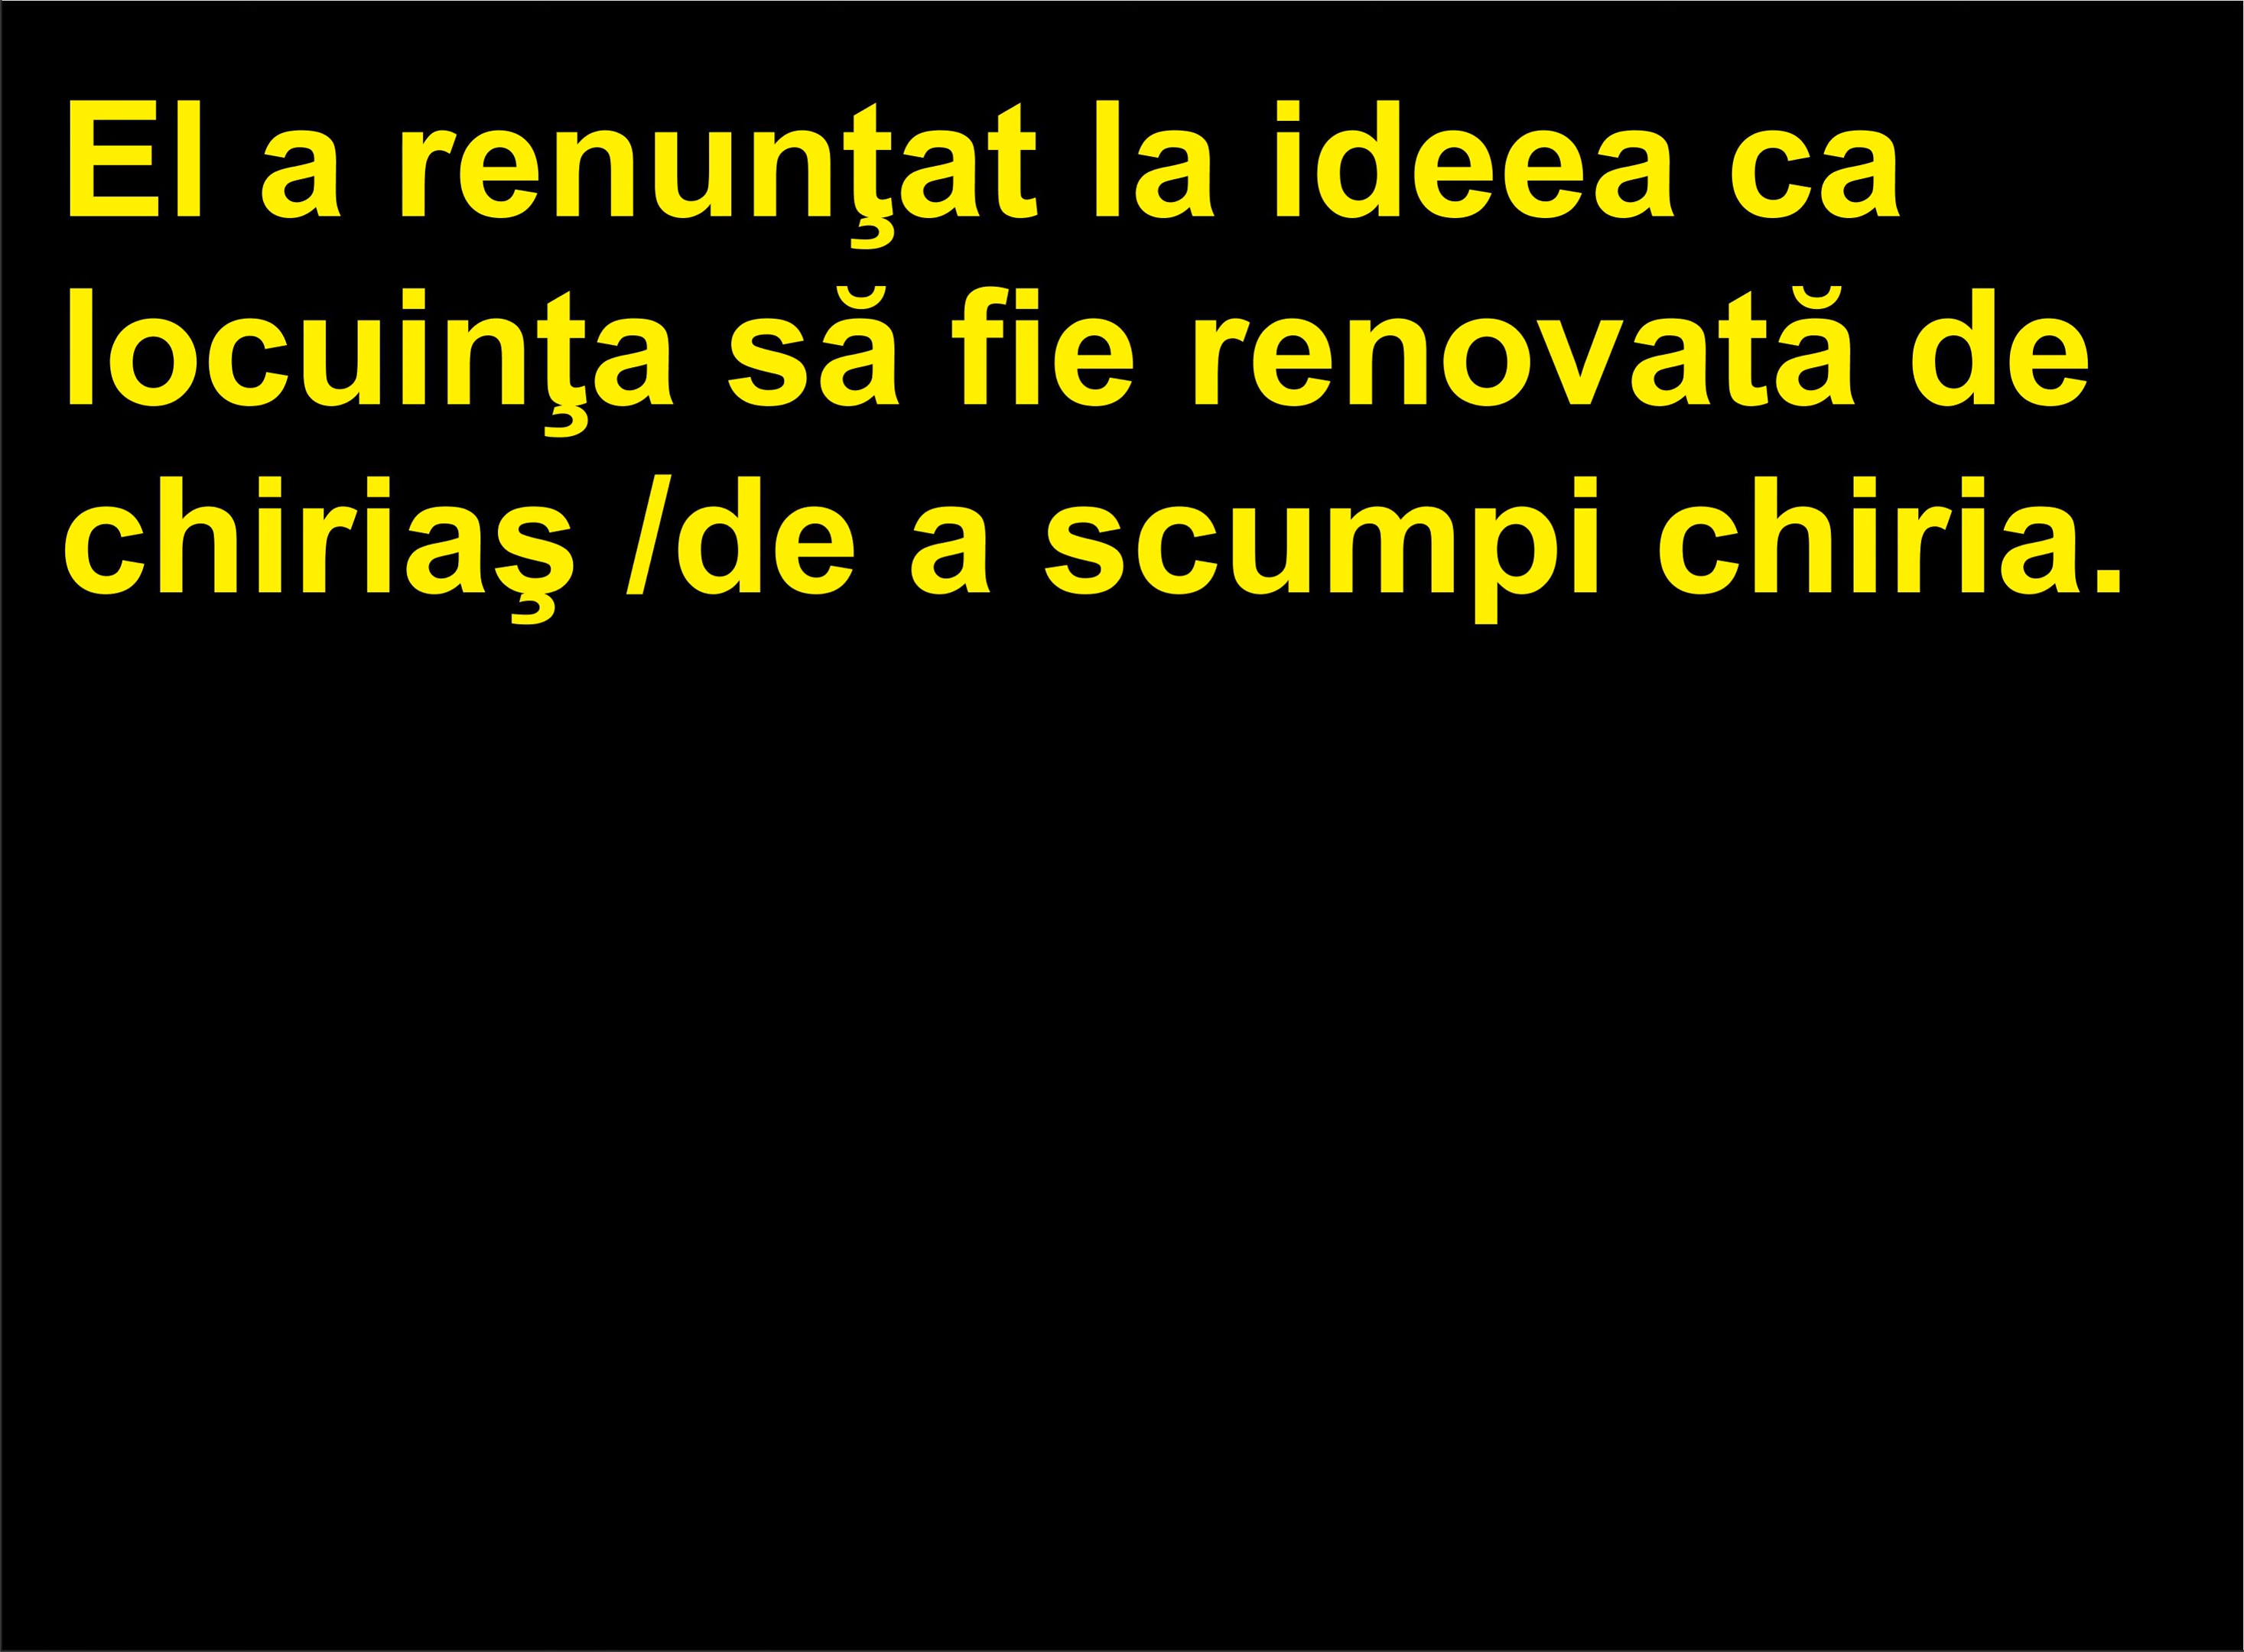 El a renunţat la ideea ca
locuinţa să fie renovată de
chiriaş /de a scumpi chiria.